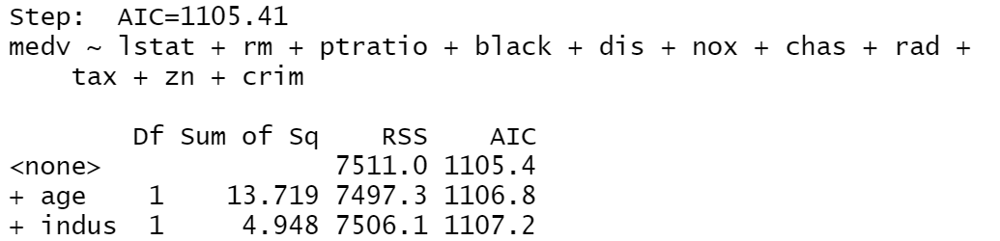 Step:  AIC=1105.41
medv ~ lstat + rm + ptratio + black + dis + nox + chas + rad +
    tax + zn + crim

        Df Sum of Sq    RSS    AIC
<none>               7511.0 1105.4
+ age    1    13.719 7497.3 1106.8
+ indus  1     4.948 7506.1 1107.2